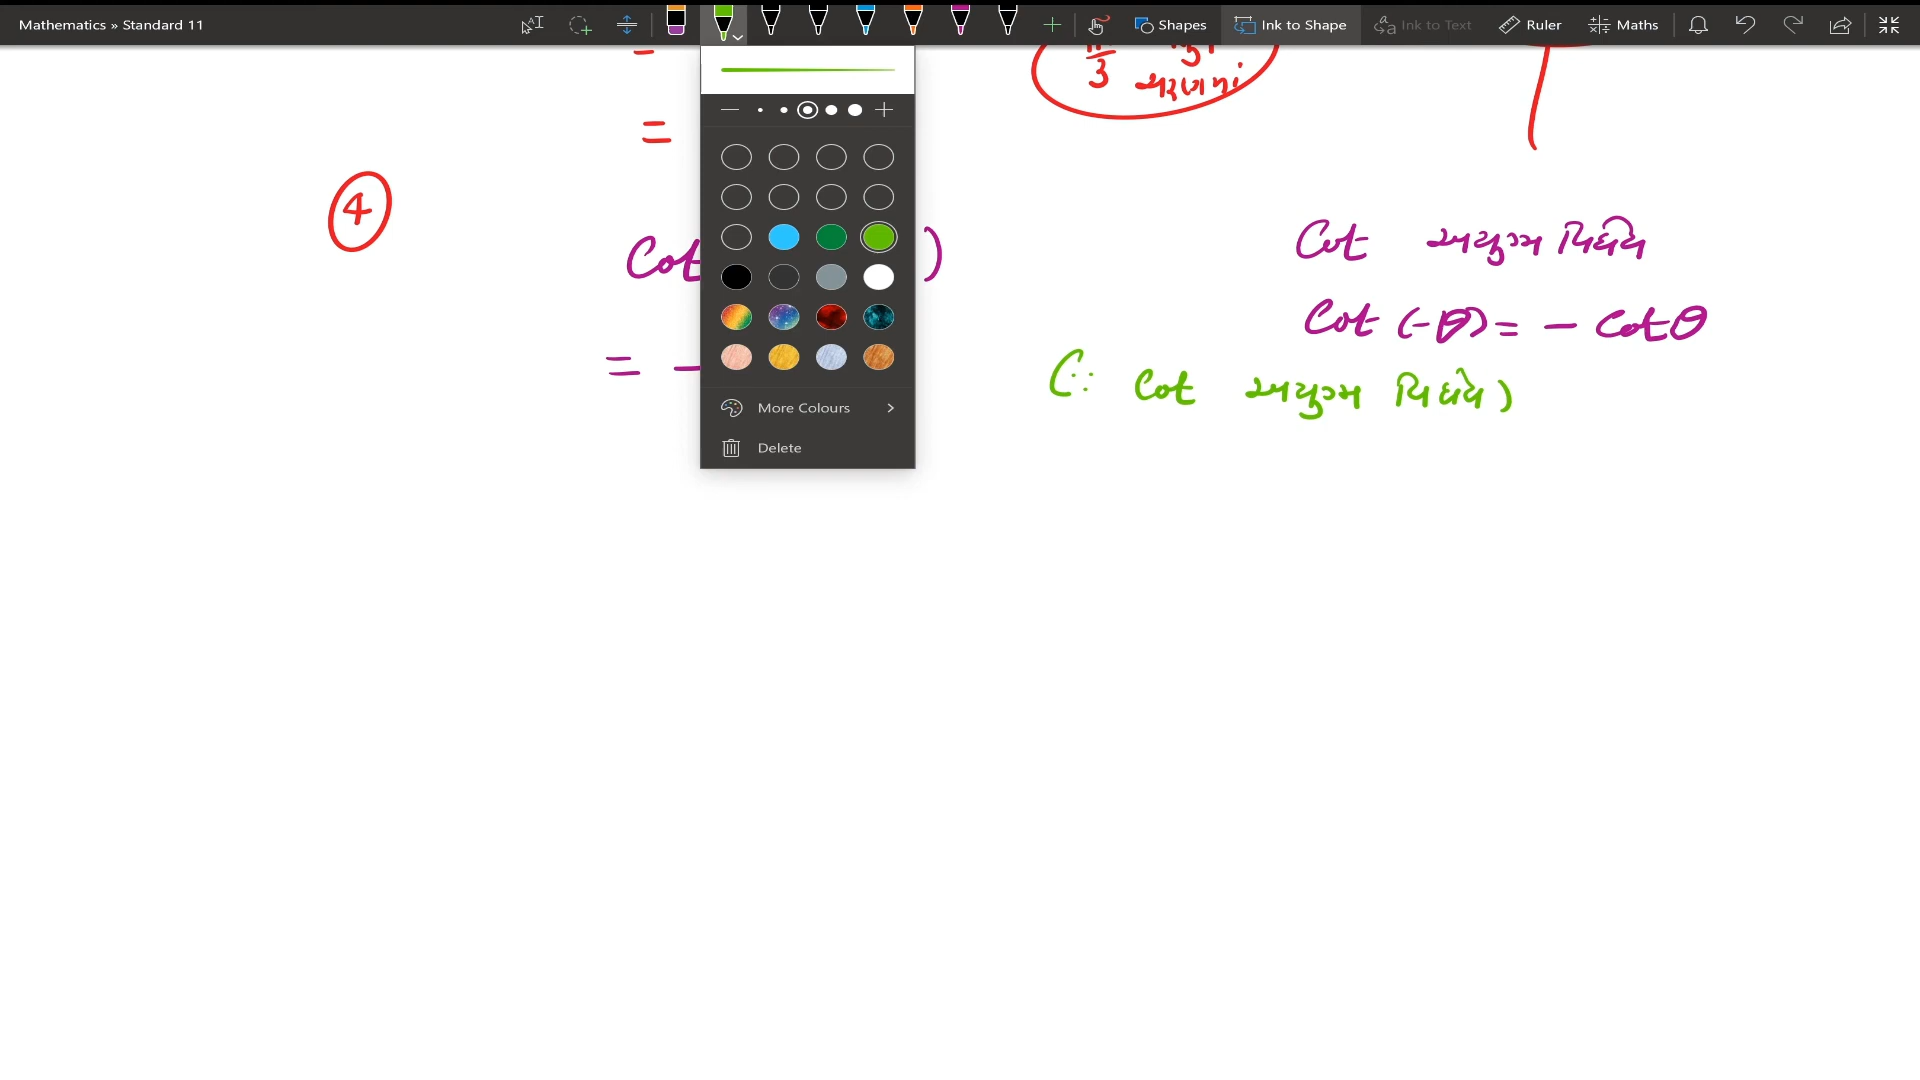 Mathematics » Standard 11
Shapes
Ink to Shape
Ink to Text
Ruler
Maths
=
π/3
=
④
Cot )
Cot અયુગ્મ વિધેય
Cot (-θ) = - Cotθ
= -
(∵ Cot અયુગ્મ વિધેય)
More Colours
Delete